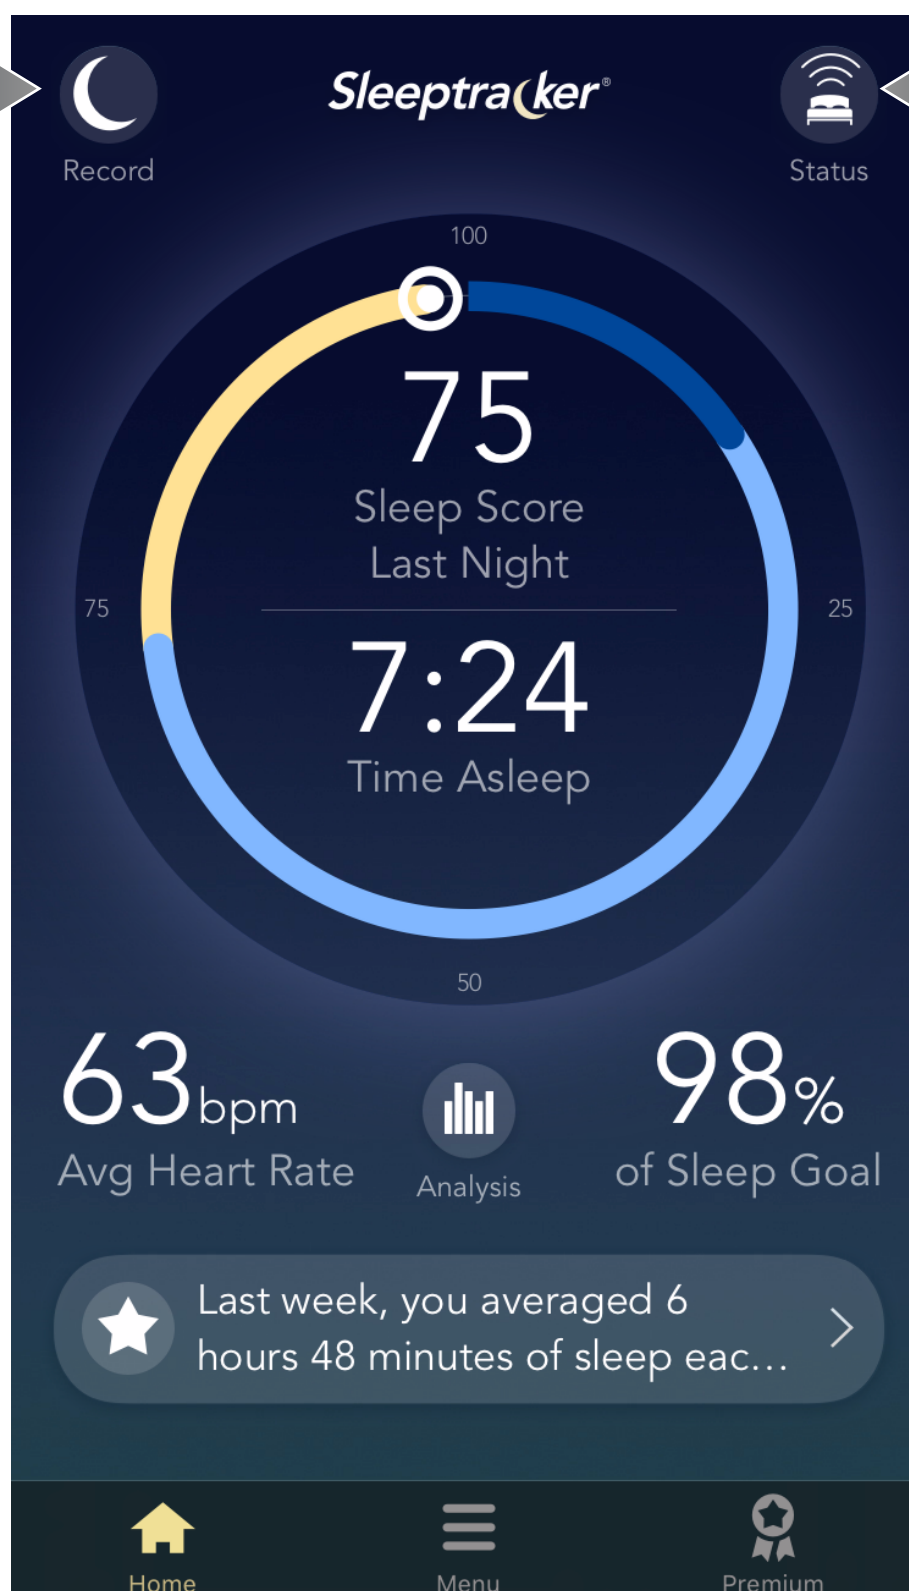 Sleeptracker®
Record
Status
100
75
Sleep Score
Last Night
75
25
7:24
Time Asleep
50
63bpm
98%
Avg Heart Rate
of Sleep Goal
Analysis
Last week, you averaged 6
hours 48 minutes of sleep eac...
Home
Menu
Premium